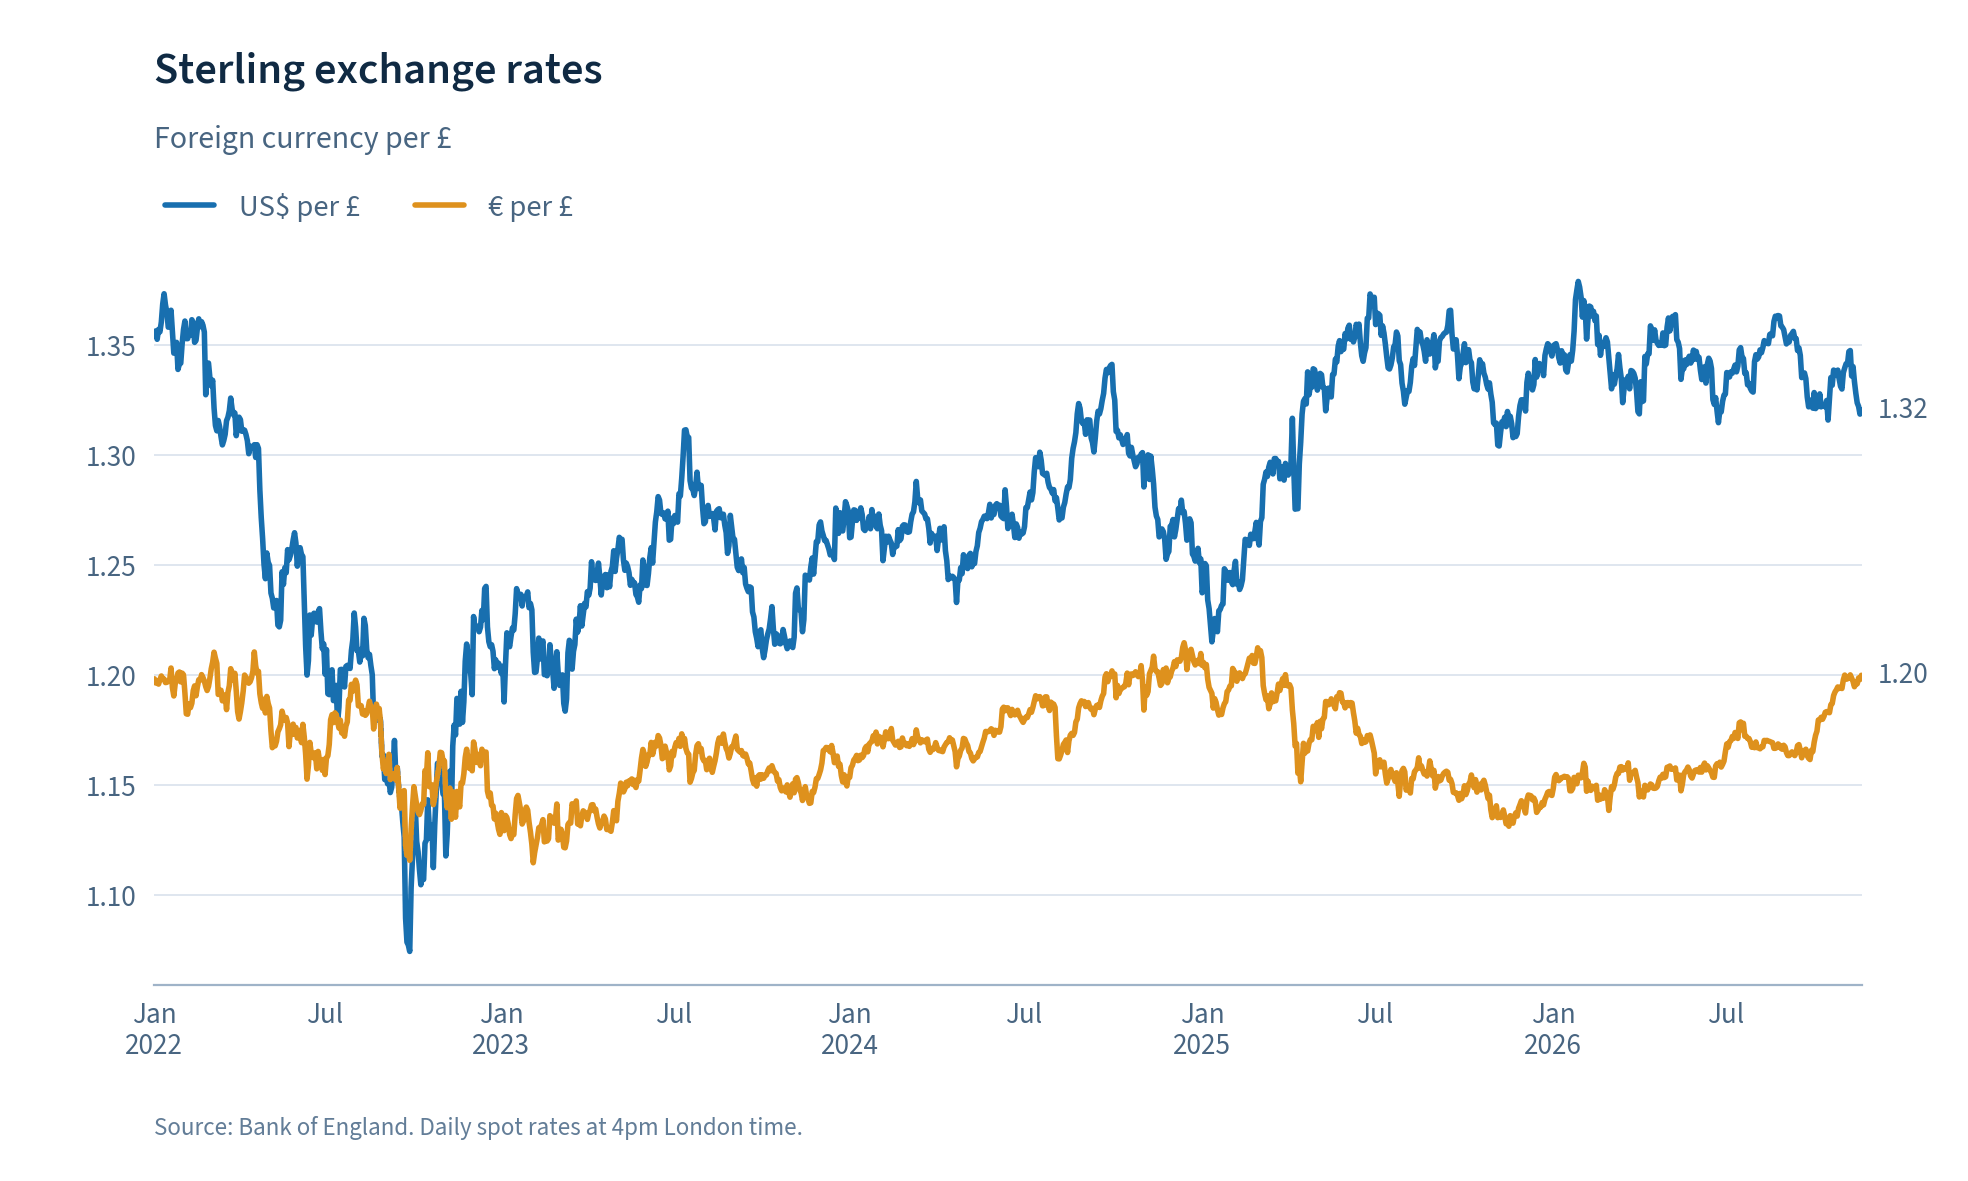 Sterling exchange rates
Foreign currency per £
US$ per £ € per £
1.35
1.32
1.30
1.25
1.20 1.20
1.15
1.10
Jan Jul Jan Jul Jan Jul Jan Jul Jan Jul
2022 2023 2024 2025 2026
Source: Bank of England. Daily spot rates at 4pm London time.